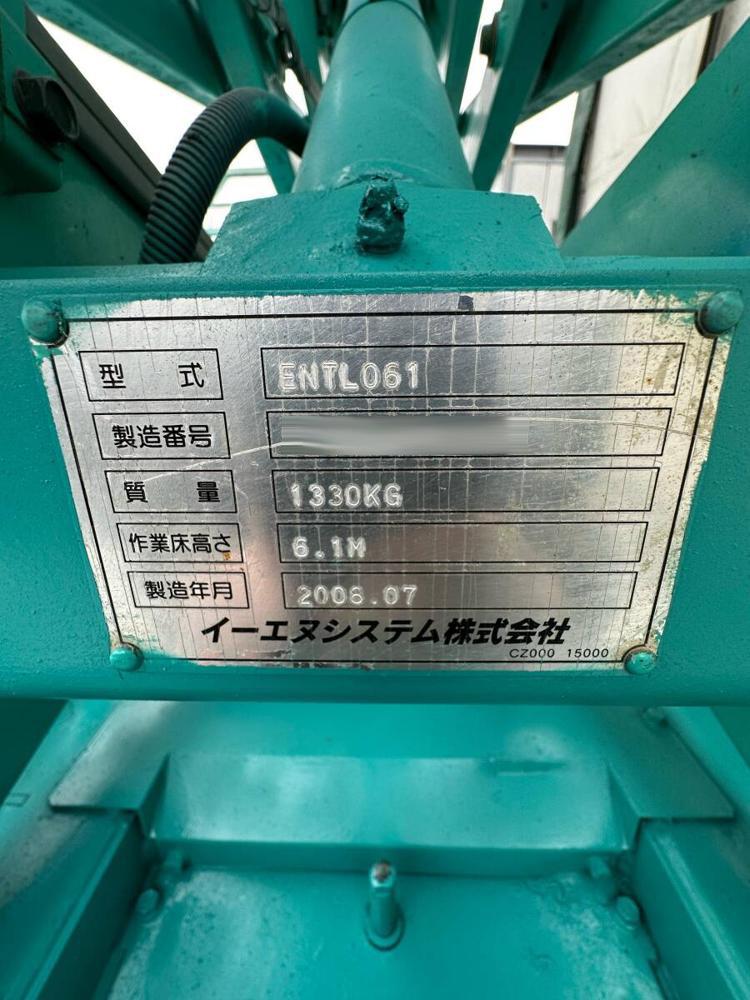 型 式 ENTL061
製造番号
質 量 1330KG
作業床高さ 6.1M
製造年月 2008.07
イーエヌシステム株式会社
CZ000 15000